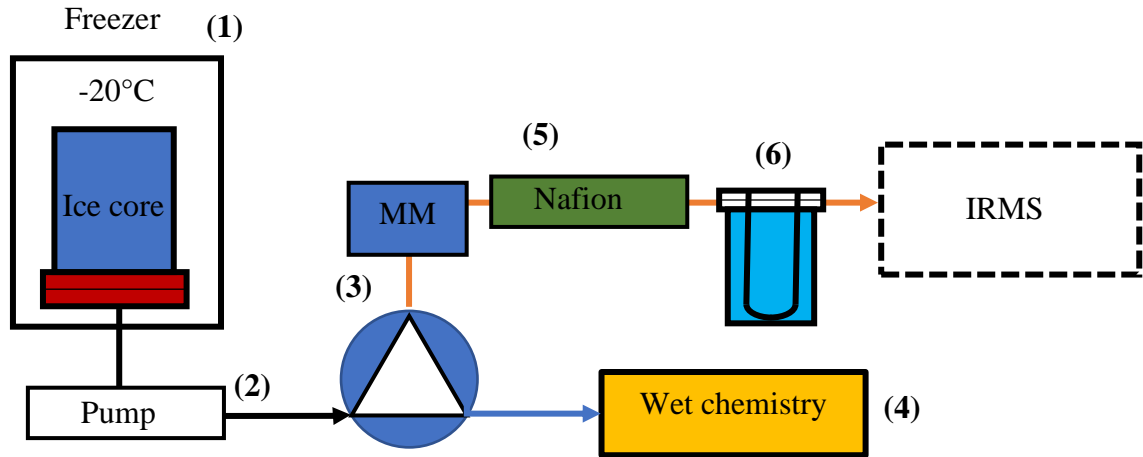 Freezer
(1)
-20°C
Ice core
(5)
(6)
MM
Nafion
IRMS
(3)
(2)
Pump
Wet chemistry
(4)